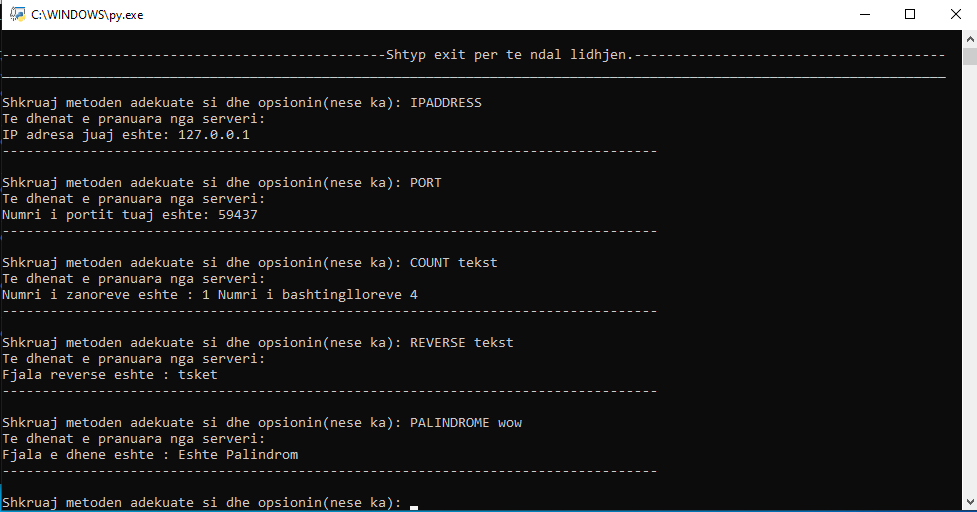 C:\WINDOWS\py.exe
-----------------------------------------------Shtyp exit per te ndal lidhjen.---------------------------------------
______________________________________________________________________________________________________________________
Shkruaj metoden adekuate si dhe opsionin(nese ka): IPADDRESS
Te dhenat e pranuara nga serveri:
IP adresa juaj eshte: 127.0.0.1
----------------------------------------------------------------------------------
Shkruaj metoden adekuate si dhe opsionin(nese ka): PORT
Te dhenat e pranuara nga serveri:
Numri i portit tuaj eshte: 59437
----------------------------------------------------------------------------------
Shkruaj metoden adekuate si dhe opsionin(nese ka): COUNT tekst
Te dhenat e pranuara nga serveri:
Numri i zanoreve eshte : 1 Numri i bashtinglloreve 4
----------------------------------------------------------------------------------
Shkruaj metoden adekuate si dhe opsionin(nese ka): REVERSE tekst
Te dhenat e pranuara nga serveri:
Fjala reverse eshte : tsket
----------------------------------------------------------------------------------
Shkruaj metoden adekuate si dhe opsionin(nese ka): PALINDROME wow
Te dhenat e pranuara nga serveri:
Fjala e dhene eshte : Eshte Palindrom
----------------------------------------------------------------------------------
Shkruaj metoden adekuate si dhe opsionin(nese ka):